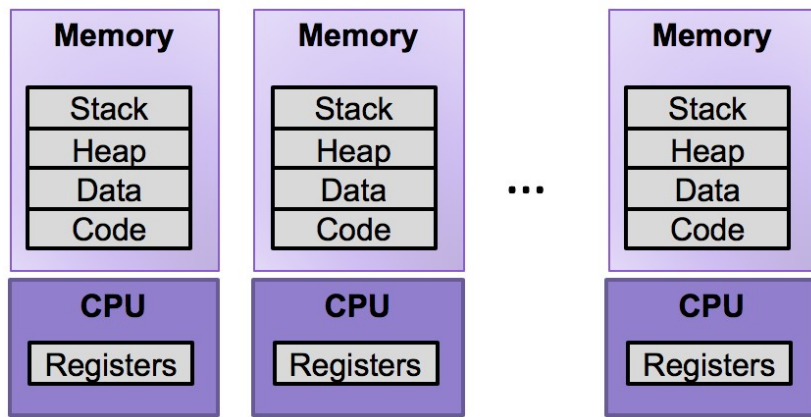 Memory
Stack
Heap
Data
Code
CPU
Registers
Memory
Stack
Heap
Data
Code
CPU
Registers
...
Memory
Stack
Heap
Data
Code
CPU
Registers